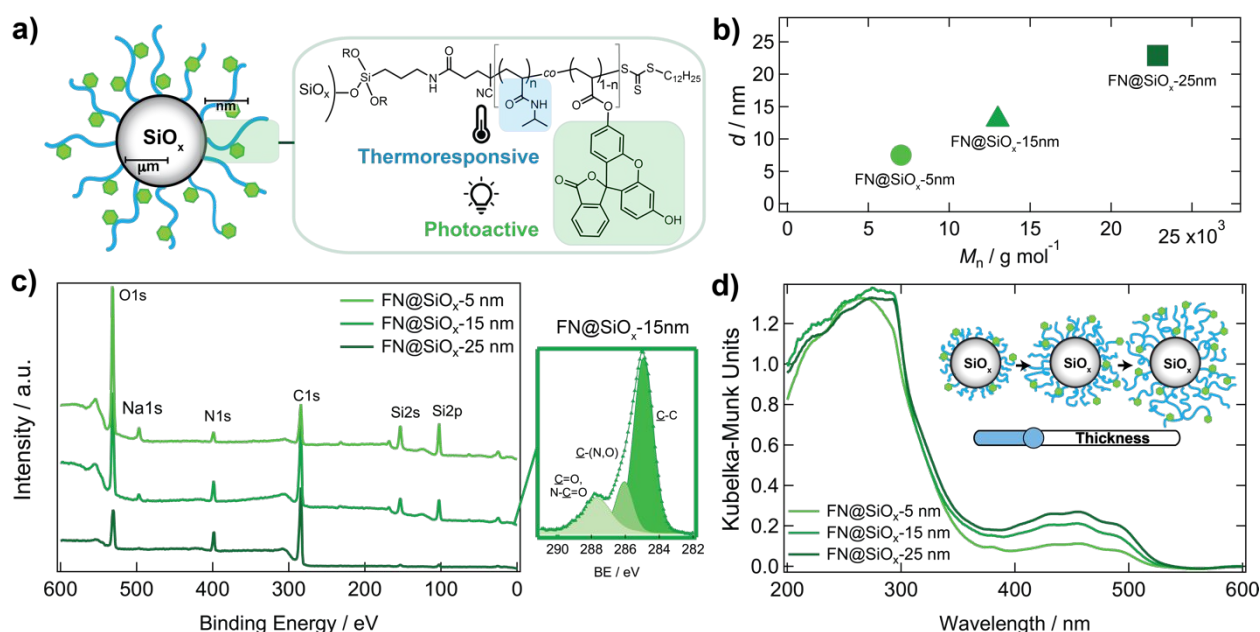 a)
SiOₓ
nm
μm
SiOₓ
RO
Si
OR
N
H
O
NC
n
O
NH
co
1-n
O
O
S
S
S
C₁₂H₂₅
O
O
O
OH
Thermoresponsive
Photoactive
b)
d / nm
25
20
15
10
5
0
FN@SiOₓ-5nm
FN@SiOₓ-15nm
FN@SiOₓ-25nm
0
5
10
15
20
25 x10³
Mₙ / g mol⁻¹
c)
Intensity / a.u.
O1s
Na1s
N1s
C1s
Si2s
Si2p
FN@SiOₓ-5 nm
FN@SiOₓ-15 nm
FN@SiOₓ-25 nm
600
500
400
300
200
100
0
Binding Energy / eV
FN@SiOₓ-15nm
C-C
C-(N,O)
C=O,
N-C=O
290
288
286
284
282
BE / eV
d)
Kubelka-Munk Units
1.2
1.0
0.8
0.6
0.4
0.2
0.0
SiOₓ
SiOₓ
SiOₓ
Thickness
FN@SiOₓ-5 nm
FN@SiOₓ-15 nm
FN@SiOₓ-25 nm
200
300
400
500
600
Wavelength / nm